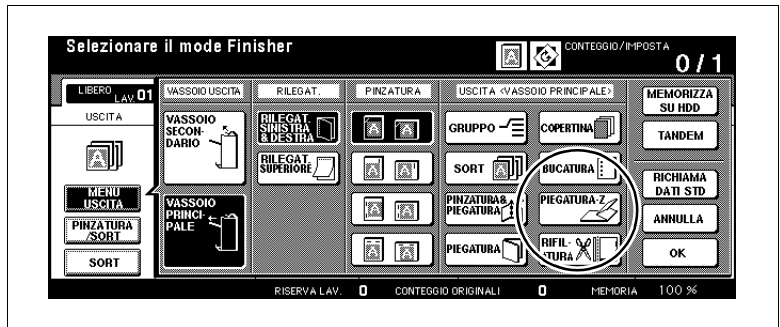 Selezionare il mode Finisher
CONTEGGIO/IMPOSTA
0/1
LIBERO LAV. 01
USCITA
MENU
USCITA
PINZATURA
/SORT
SORT
VASSOIO USCITA
VASSOIO
SECON-
DARIO
VASSOIO
PRINCI-
PALE
RILEGAT.
RILEGAT.
SINISTRA
& DESTRA
RILEGAT.
SUPERIORE
PINZATURA
USCITA <VASSOIO PRINCIPALE>
GRUPPO
COPERTINA
SORT
BUCATURA
PINZATURA&
PIEGATURA
PIEGATURA-Z
PIEGATURA
RIFIL-
TURA
MEMORIZZA
SU HDD
TANDEM
RICHIAMA
DATI STD
ANNULLA
OK
RISERVA LAV. 0 CONTEGGIO ORIGINALI 0 MEMORIA 100 %